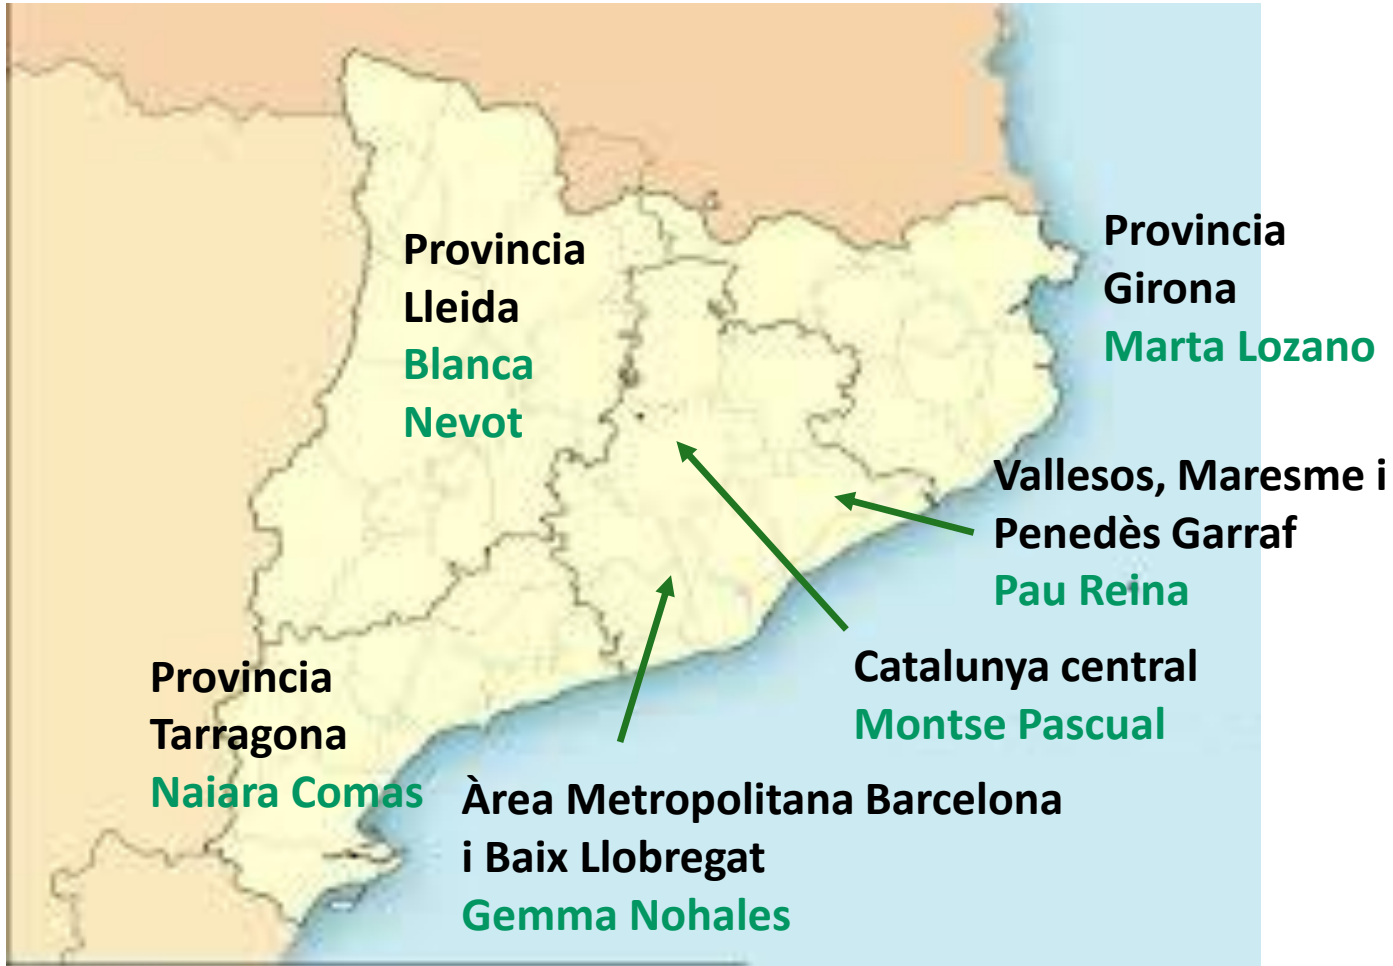 Provincia
Lleida
Blanca
Nevot
Provincia
Girona
Marta Lozano
Vallesos, Maresme i
Penedès Garraf
Pau Reina
Catalunya central
Montse Pascual
Provincia
Tarragona
Naiara Comas
Àrea Metropolitana Barcelona
i Baix Llobregat
Gemma Nohales